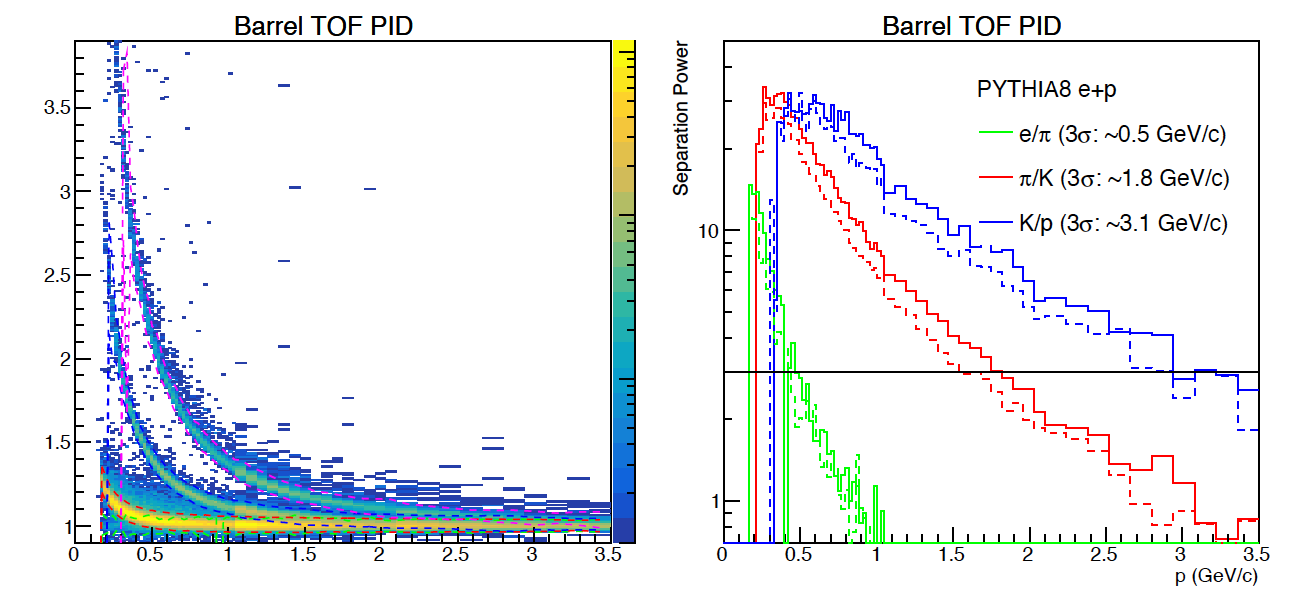 Barrel TOF PID
3.5
3
2.5
2
1.5
1
0 0.5 1 1.5 2 2.5 3 3.5
Barrel TOF PID
Separation Power
10
1
PYTHIA8 e+p
e/π (3σ: ~0.5 GeV/c)
π/K (3σ: ~1.8 GeV/c)
K/p (3σ: ~3.1 GeV/c)
0 0.5 1 1.5 2 2.5 3 3.5
p (GeV/c)